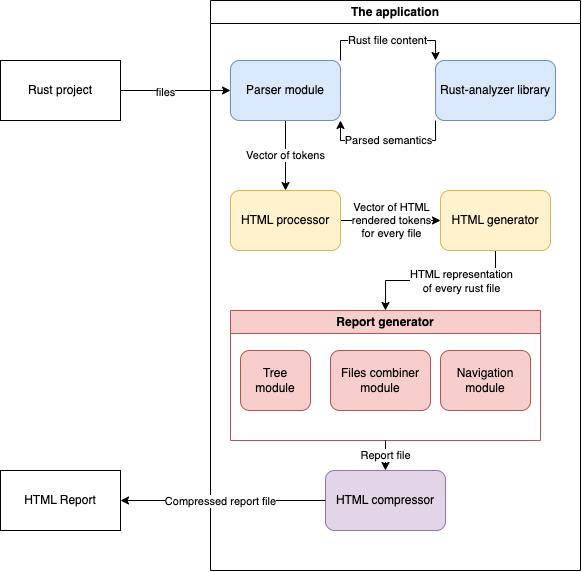 The application
Rust file content
Rust project
files
Parser module
Rust-analyzer library
Parsed semantics
Vector of tokens
HTML processor
Vector of HTML
rendered tokens
for every file
HTML generator
HTML representation
of every rust file
Report generator
Tree
module
Files combiner
module
Navigation
module
Report file
HTML Report
Compressed report file
HTML compressor